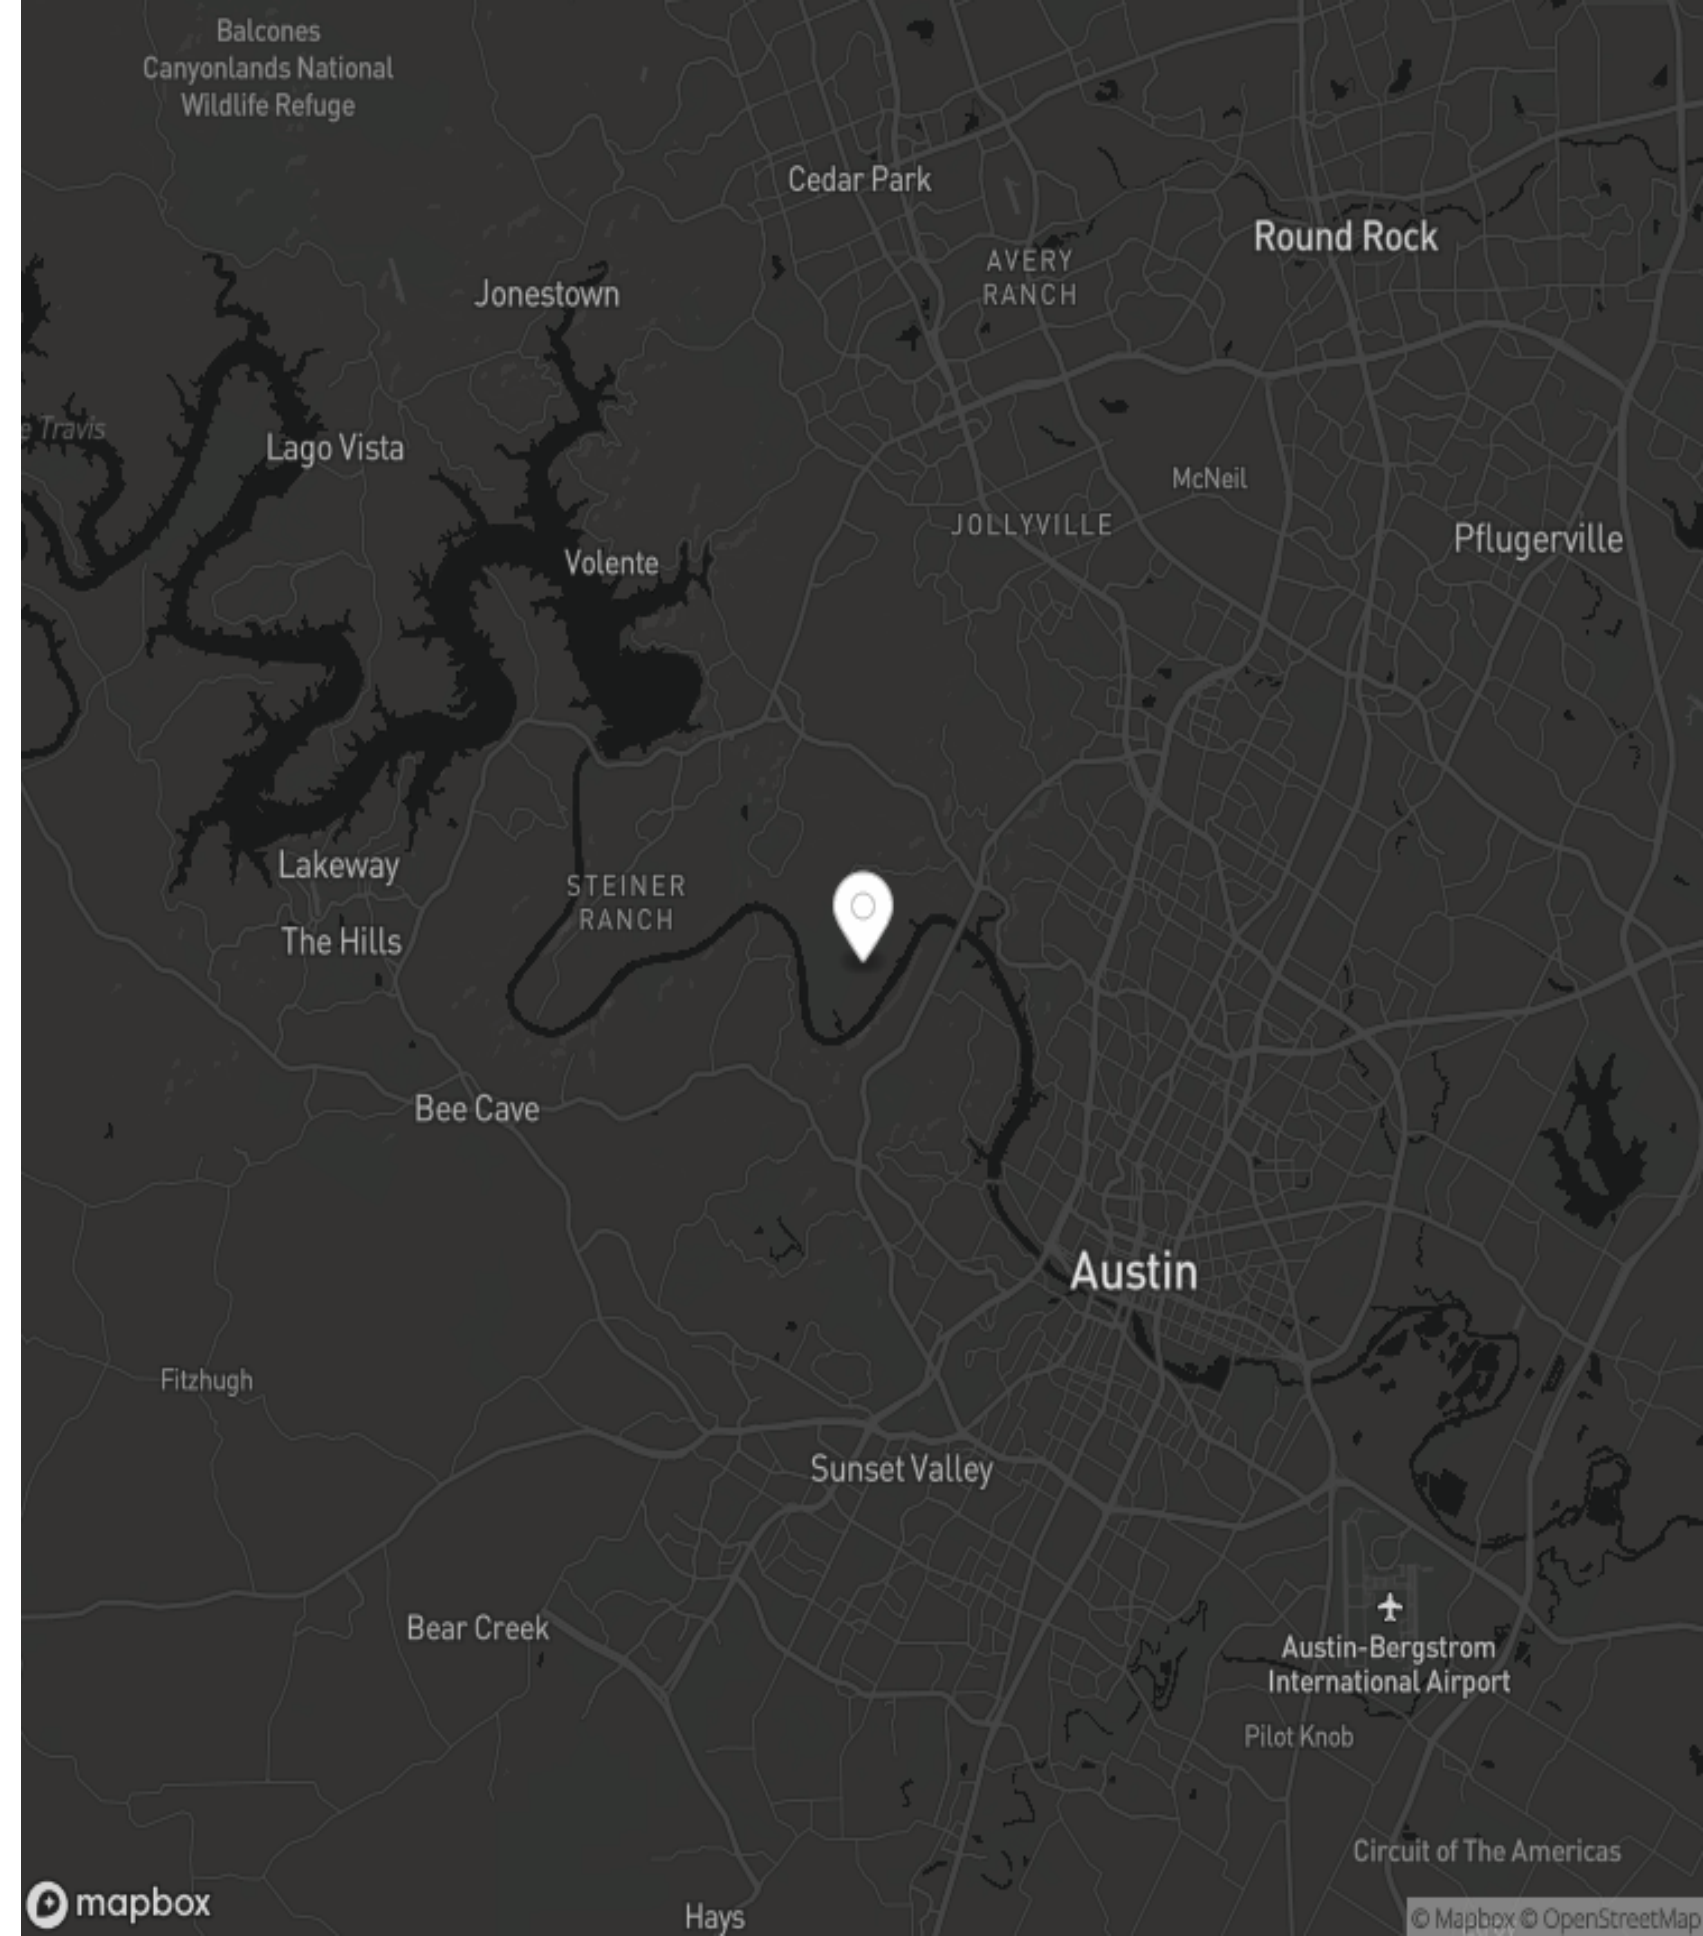 Balcones
Canyonlands National
Wildlife Refuge
Cedar Park
Round Rock
AVERY
RANCH
Jonestown
e Travis
Lago Vista
McNeil
JOLLYVILLE
Pflugerville
Volente
Lakeway
STEINER
RANCH
The Hills
Bee Cave
Austin
Fitzhugh
Sunset Valley
Bear Creek
Austin-Bergstrom
International Airport
Pilot Knob
Circuit of The Americas
mapbox
Hays
© Mapbox © OpenStreetMap